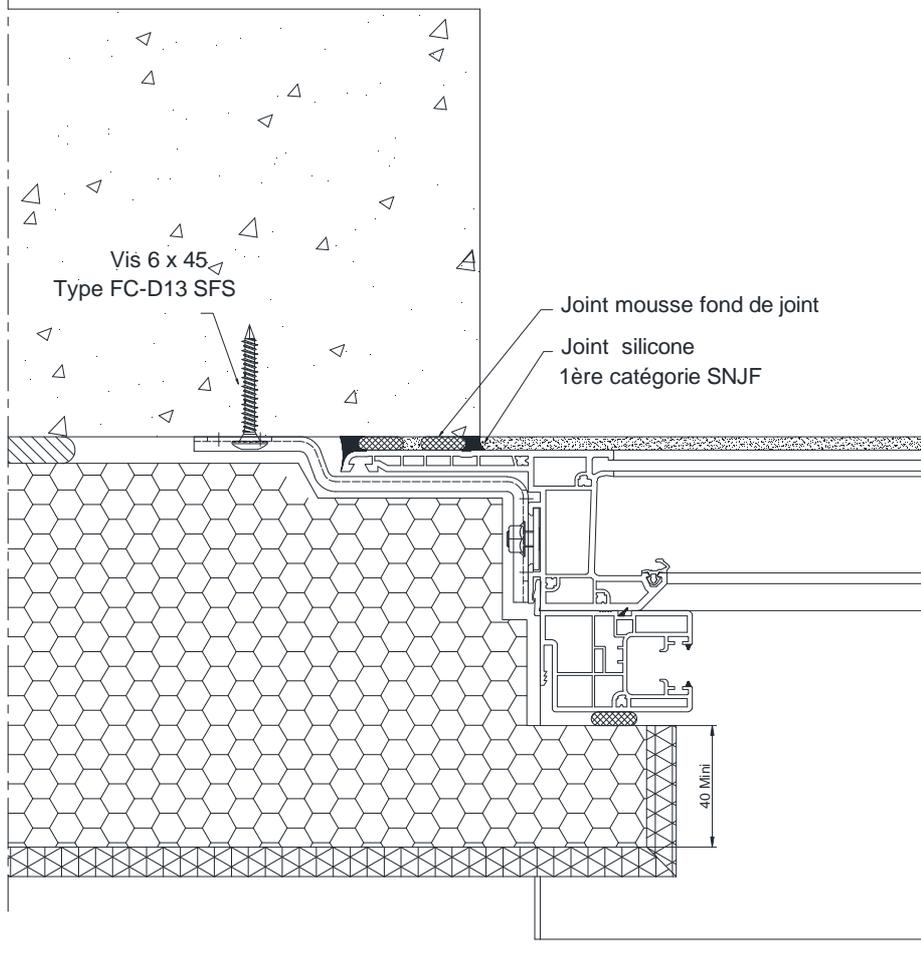 Vis 6 x 45
Type FC-D13 SFS
Joint mousse fond de joint
Joint silicone
1ère catégorie SNJF
40 Mini